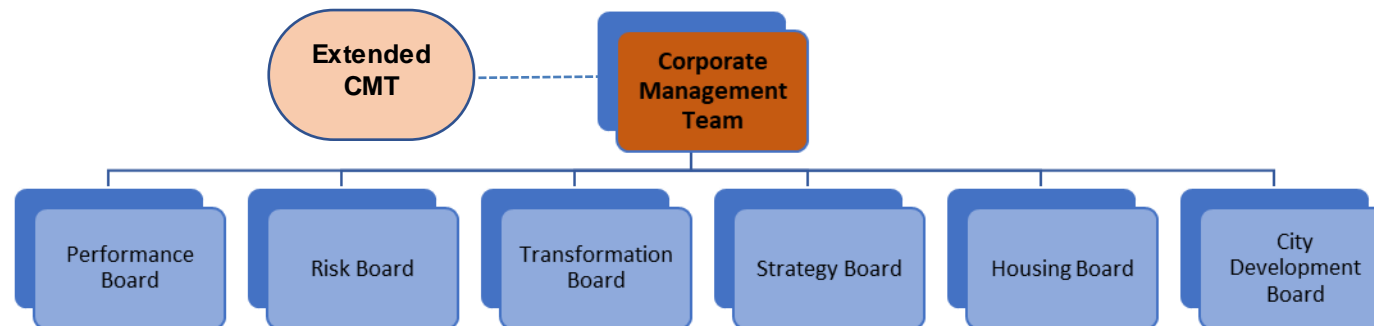 Extended
CMT
Corporate
Management
Team
Performance
Board
Risk Board
Transformation
Board
Strategy Board
Housing Board
City
Development
Board